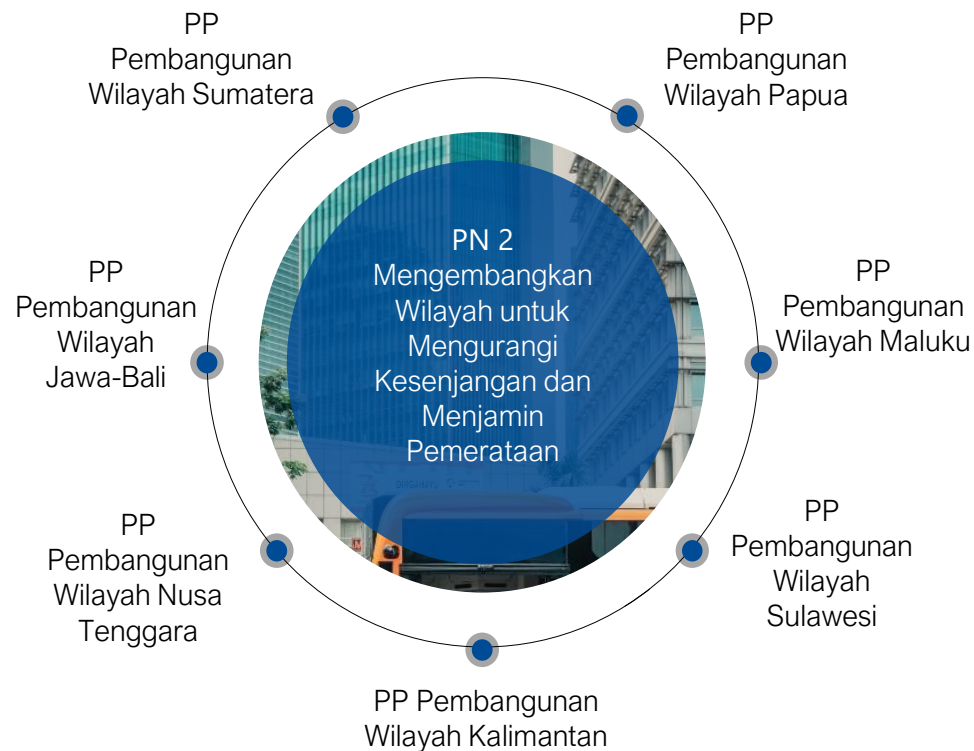 PP
Pembangunan
Wilayah Sumatera
PP
Pembangunan
Wilayah Papua
PP
Pembangunan
Wilayah
Jawa-Bali
PN 2
Mengembangkan
Wilayah untuk
Mengurangi
Kesenjangan dan
Menjamin
Pemerataan
PP
Pembangunan
Wilayah Maluku
PP
Pembangunan
Wilayah Nusa
Tenggara
PP
Pembangunan
Wilayah
Sulawesi
PP Pembangunan
Wilayah Kalimantan